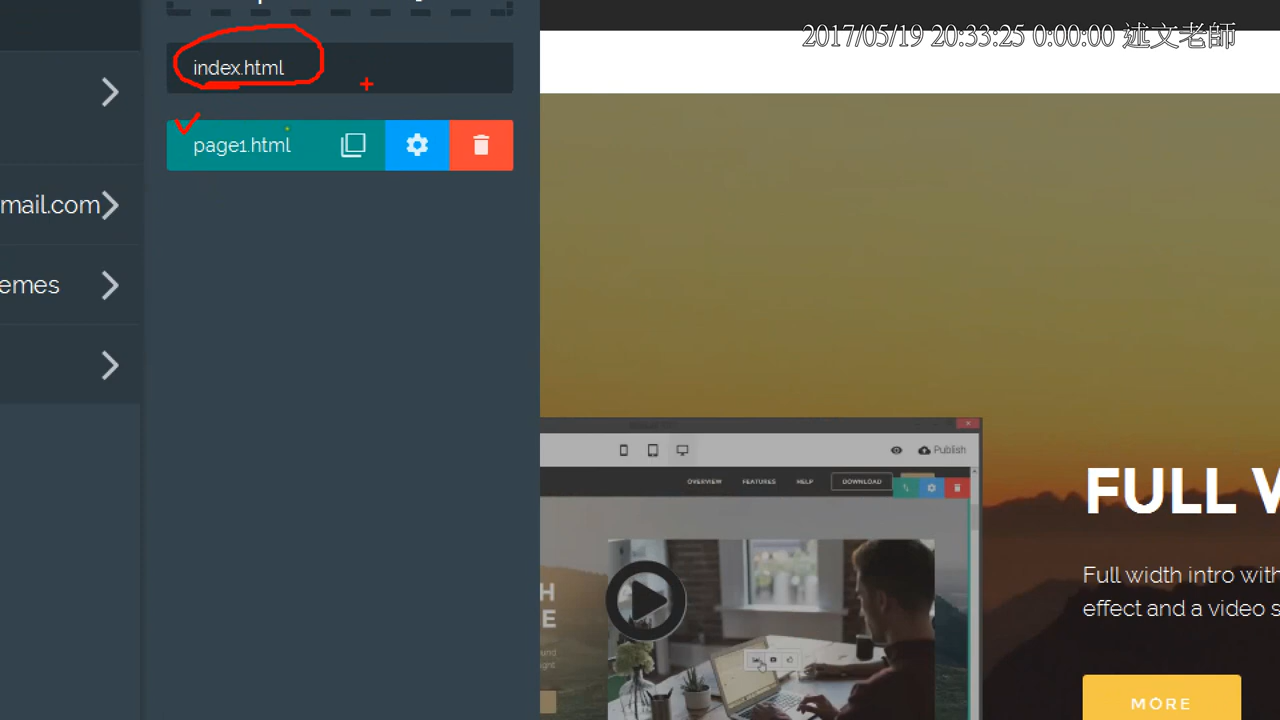 2017/05/19 20:33:25 0:00:00 述文老師
index.html
page1.html
mail.com
emes
Publish
OVERVIEW FEATURES HELP DOWNLOAD
FULL
Full width intro with
effect and a video
MORE